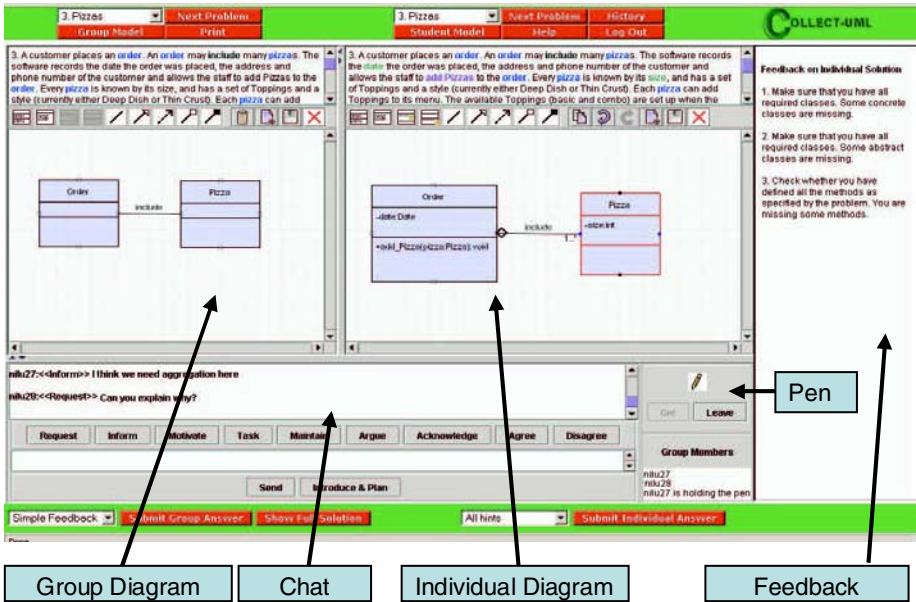 3. Pizzas
Next Problem
Group Model
Print
3. Pizzas
Next Problem
History
Student Model
Help
Log Out
COLLECT-UML
3. A customer places an order. An order may include many pizzas. The
software records the date the order was placed, the address and
phone number of the customer and allows the staff to add Pizzas to the
order. Every pizza is known by its size, and has a set of Toppings and a
style (currently either Deep Dish or Thin Crust). Each pizza can add
3. A customer places an order. An order may include many pizzas. The software records
the date the order was placed, the address and phone number of the customer and
allows the staff to add Pizzas to the order. Every pizza is known by its size, and has a set
of Toppings and a style (currently either Deep Dish or Thin Crust). Each pizza can add
Toppings to its menu. The available Toppings (basic and combo) are set up when the
Order
Pizza
include
Order
-date:Date
+add_Pizza(pizza:Pizza):void
include
1..*
Pizza
-size:int
Feedback on Individual Solution
1. Make sure that you have all
required classes. Some concrete
classes are missing.
2. Make sure that you have all
required classes. Some abstract
classes are missing.
3. Check whether you have
defined all the methods as
specified by the problem. You are
missing some methods.
nilu27:<<Inform>> I think we need aggregation here
nilu28:<<Request>> Can you explain why?
Request
Inform
Motivate
Task
Maintain
Argue
Acknowledge
Agree
Disagree
Send
Introduce & Plan
Get
Leave
Group Members
nilu27
nilu28
nilu27 is holding the pen
Pen
Simple Feedback
Submit Group Answer
Show Full Solution
All hints
Submit Individual Answer
Group Diagram
Chat
Individual Diagram
Feedback